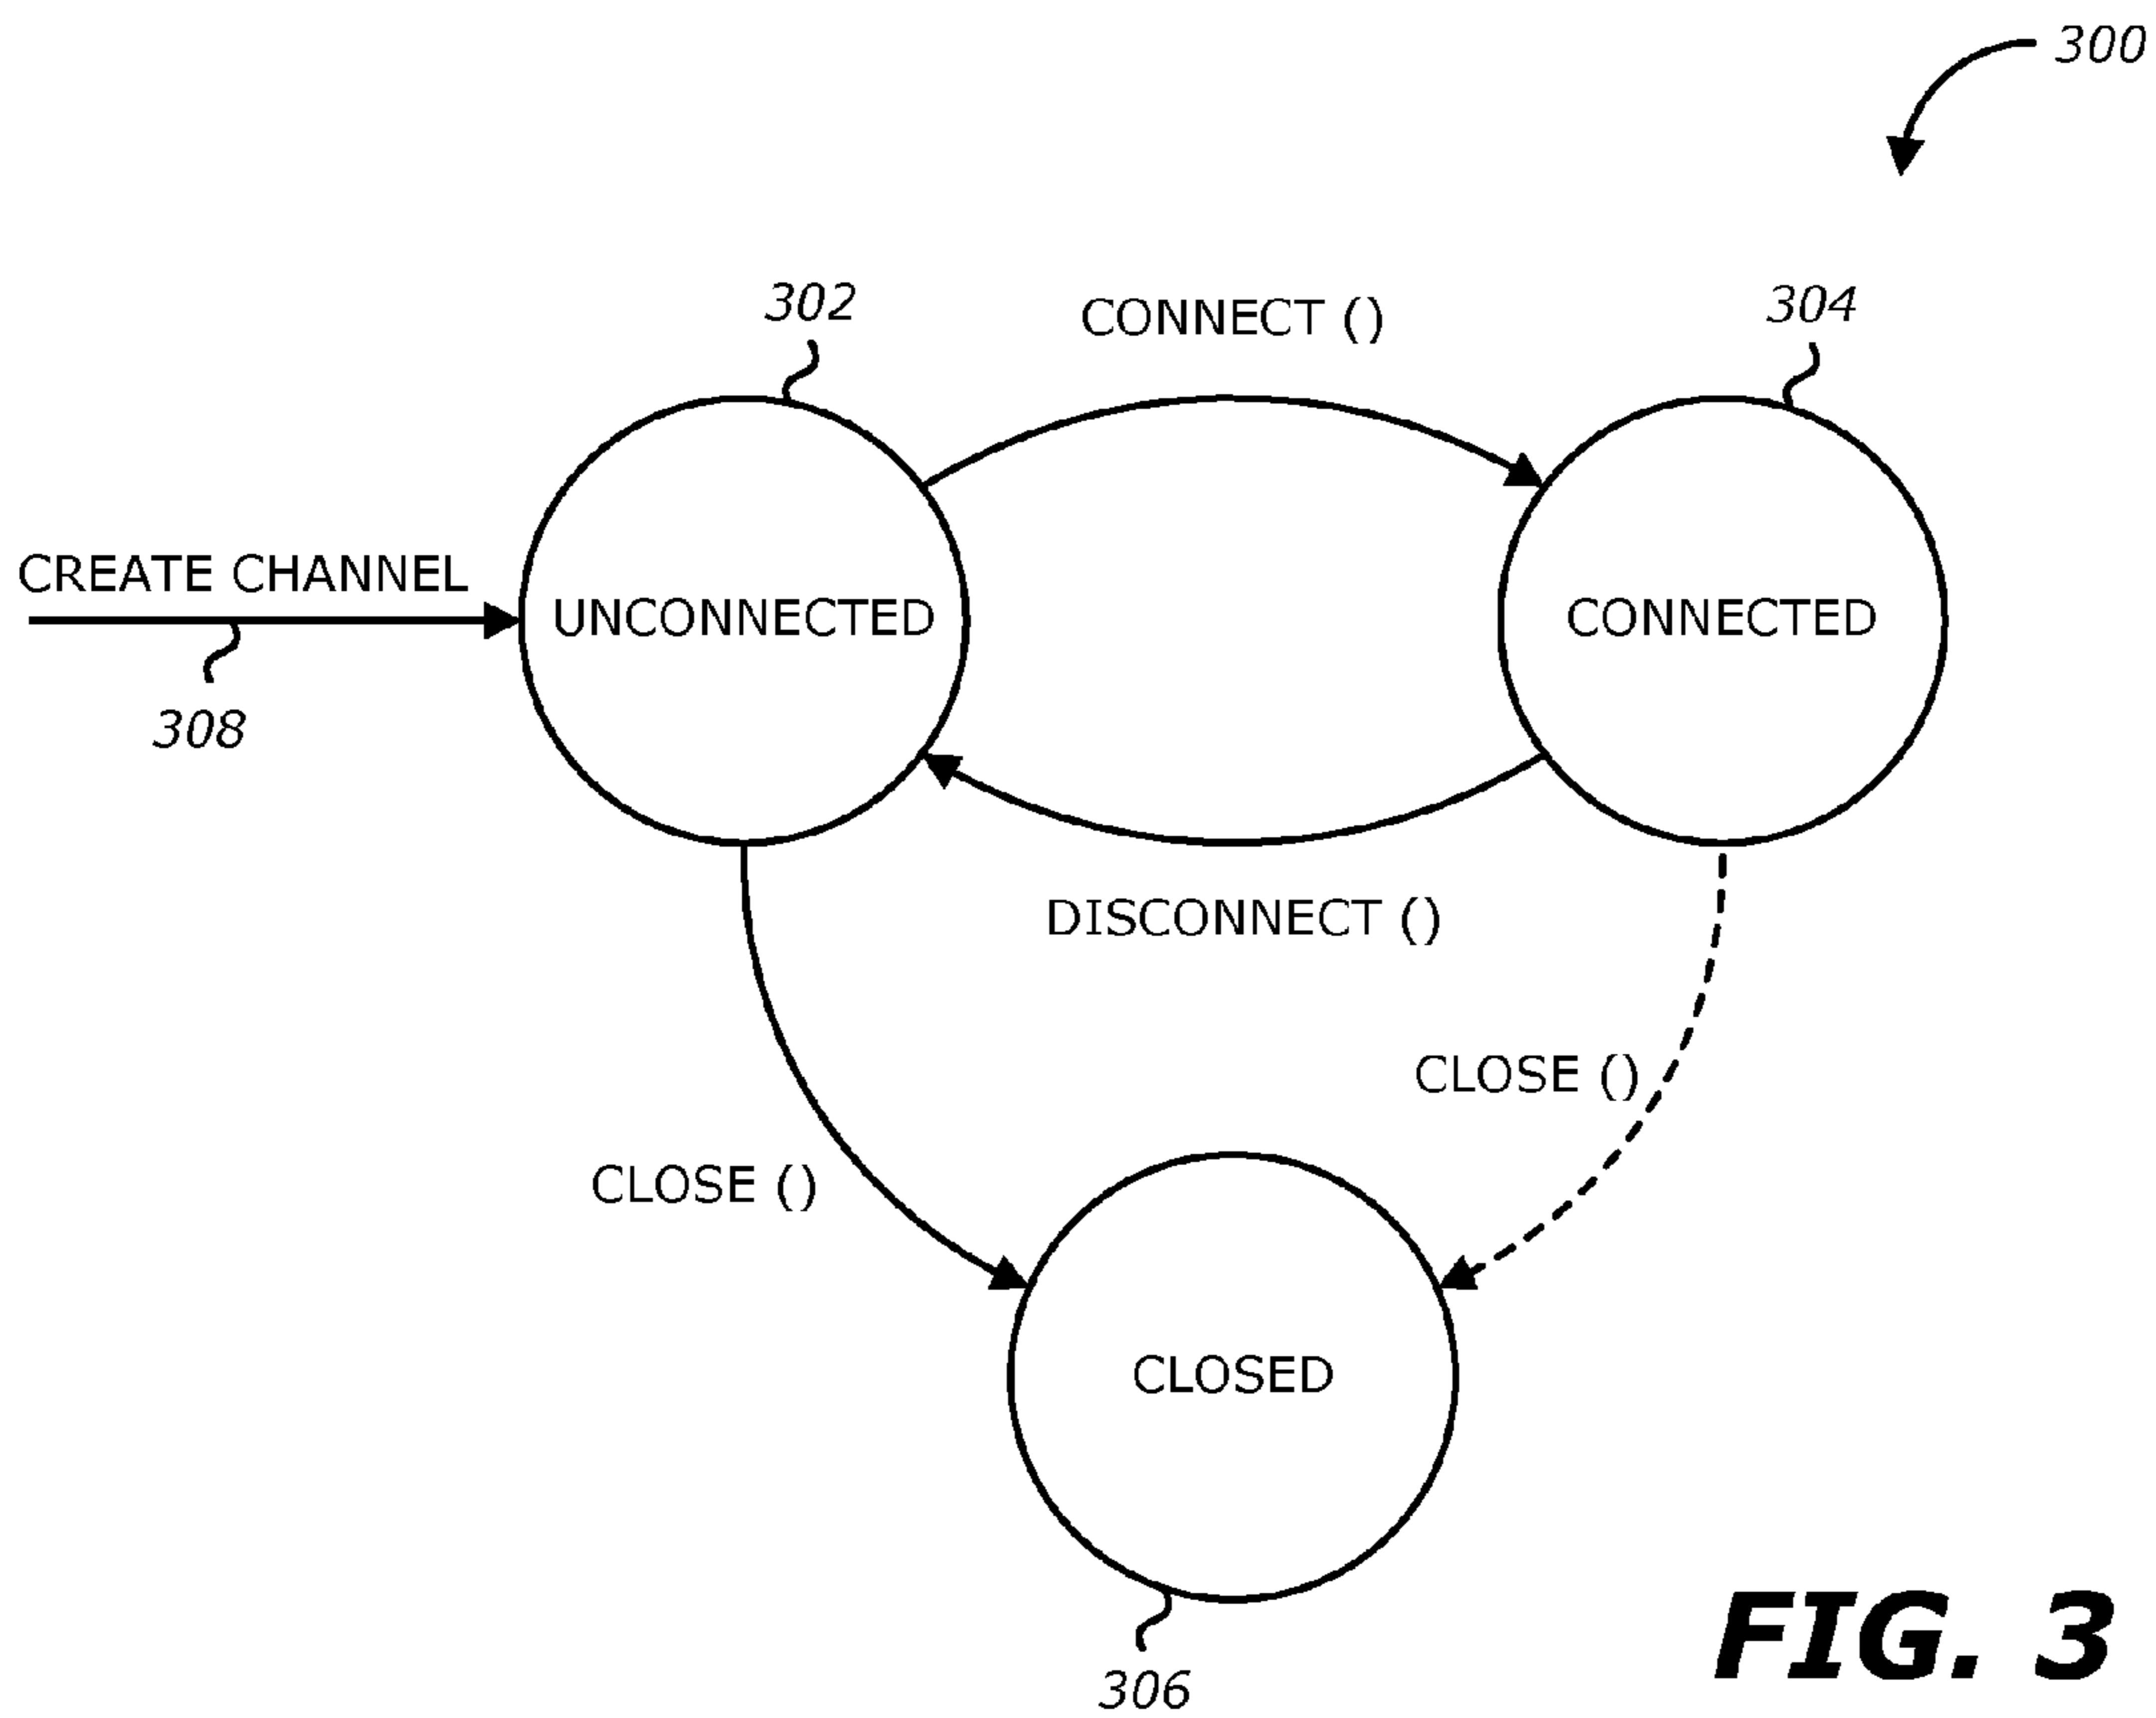 300
302
CONNECT ()
304
CREATE CHANNEL
UNCONNECTED
CONNECTED
308
DISCONNECT ()
CLOSE ()
CLOSE ()
CLOSED
306
FIG. 3